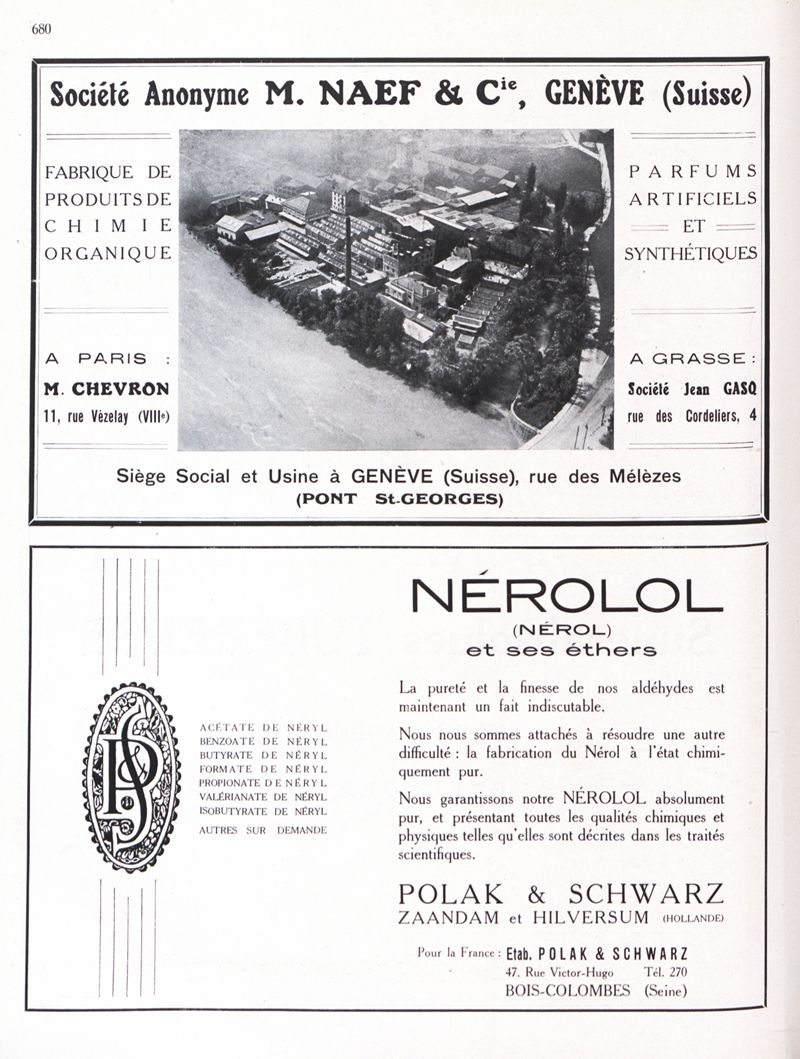 680
Société Anonyme M. NAEF & Cie, GENÈVE (Suisse)
FABRIQUE DE
PRODUITS DE
CHIMIE
ORGANIQUE
A PARIS :
M. CHEVRON
11, rue Vézelay (VIIIe)
PARFUMS
ARTIFICIELS
ET
SYNTHÉTIQUES
A GRASSE :
Société Jean GASQ
rue des Cordeliers, 4
Siège Social et Usine à GENÈVE (Suisse), rue des Mélèzes
(PONT St-GEORGES)
P & S
ACÉTATE DE NÉRYL
BENZOATE DE NÉRYL
BUTYRATE DE NÉRYL
FORMATE DE NÉRYL
PROPIONATE DE NÉRYL
VALÉRIANATE DE NÉRYL
ISOBUTYRATE DE NÉRYL
AUTRES SUR DEMANDE
NÉROLOL
(NÉROL)
et ses éthers
La pureté et la finesse de nos aldéhydes est
maintenant un fait indiscutable.
Nous nous sommes attachés à résoudre une autre
difficulté : la fabrication du Nérol à l'état chimi-
quement pur.
Nous garantissons notre NÉROLOL absolument
pur, et présentant toutes les qualités chimiques et
physiques telles qu'elles sont décrites dans les traités
scientifiques.
POLAK & SCHWARZ
ZAANDAM et HILVERSUM (HOLLANDE)
Pour la France : Etab. POLAK & SCHWARZ
47, Rue Victor-Hugo Tél. 270
BOIS-COLOMBES (Seine)